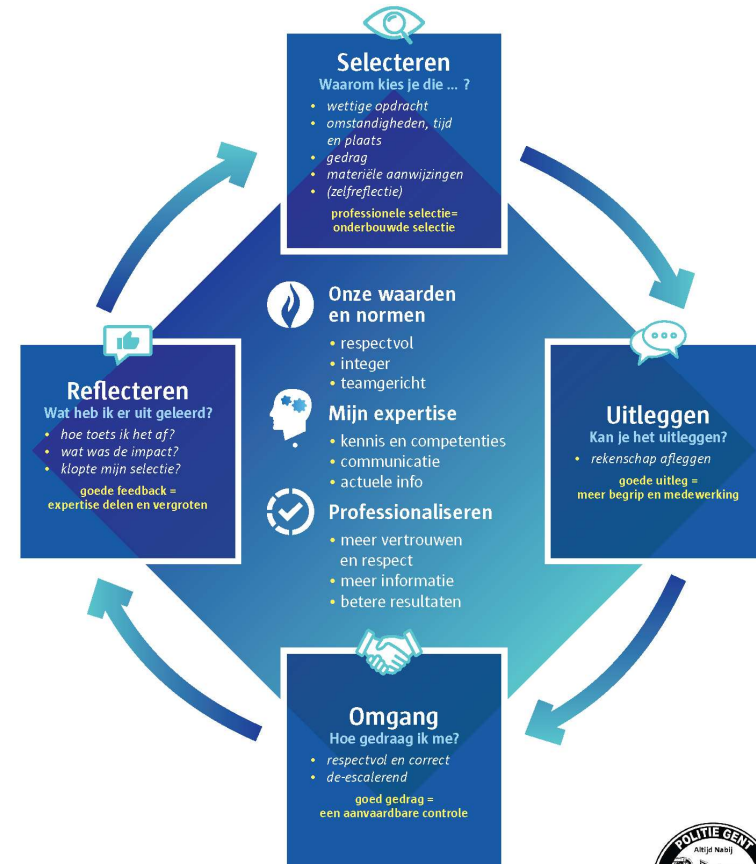 Selecteren
Waarom kies je die ... ?
• wettige opdracht
• omstandigheden, tijd
en plaats
• gedrag
• materiële aanwijzingen
• (zelfreflectie)
professionele selectie=
onderbouwde selectie
Onze waarden
en normen
• respectvol
• integer
• teamgericht
Mijn expertise
• kennis en competenties
• communicatie
• actuele info
Professionaliseren
• meer vertrouwen
en respect
• meer informatie
• betere resultaten
Reflecteren
Wat heb ik er uit geleerd?
• hoe toets ik het af?
• wat was de impact?
• klopte mijn selectie?
goede feedback =
expertise delen en vergroten
Uitleggen
Kan je het uitleggen?
• rekenschap afleggen
goede uitleg =
meer begrip en medewerking
Omgang
Hoe gedraag ik me?
• respectvol en correct
• de-escalerend
goed gedrag =
een aanvaardbare controle
POLITIE GENT
Altijd Nabij